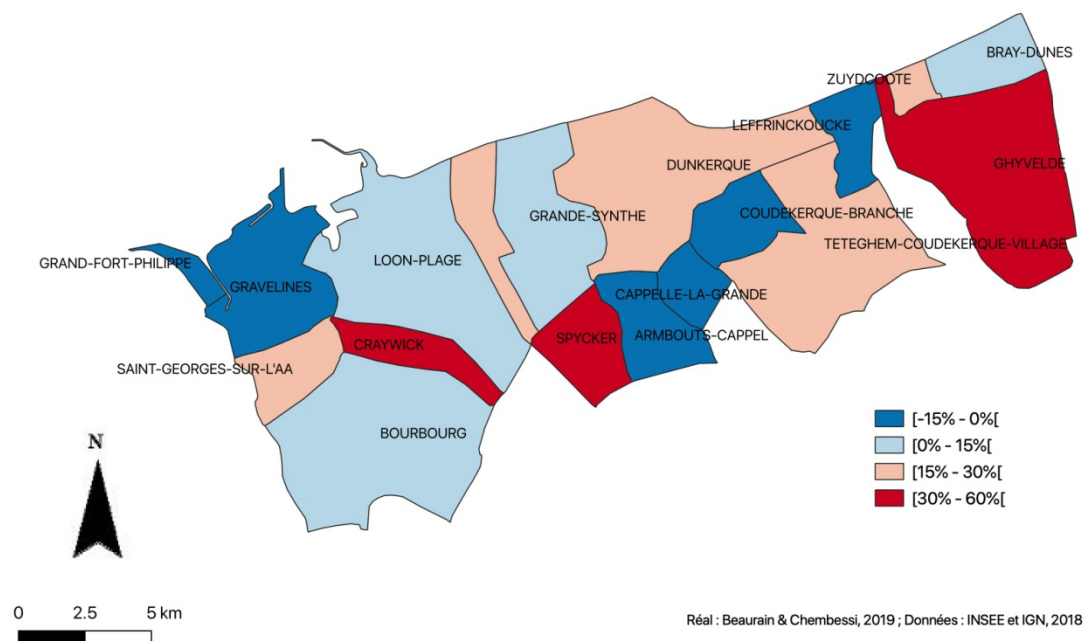 BRAY-DUNES
ZUYDCOOTE
LEFFRINCKOUCKE
DUNKERQUE
GHYVELDE
GRANDE-SYNTHE
COUDEKERQUE-BRANCHE
TETEGHEM-COUDEKERQUE-VILLAGE
LOON-PLAGE
GRAND-FORT-PHILIPPE
GRAVELINES
CAPPELLE-LA-GRANDE
ARMBOUTS-CAPPEL
SPYCKER
CRAYWICK
SAINT-GEORGES-SUR-L'AA
BOURBOURG
[-15% - 0%[
[0% - 15%[
[15% - 30%[
[30% - 60%[
N
0 2.5 5 km
Réal : Beaurain & Chembessi, 2019 ; Données : INSEE et IGN, 2018